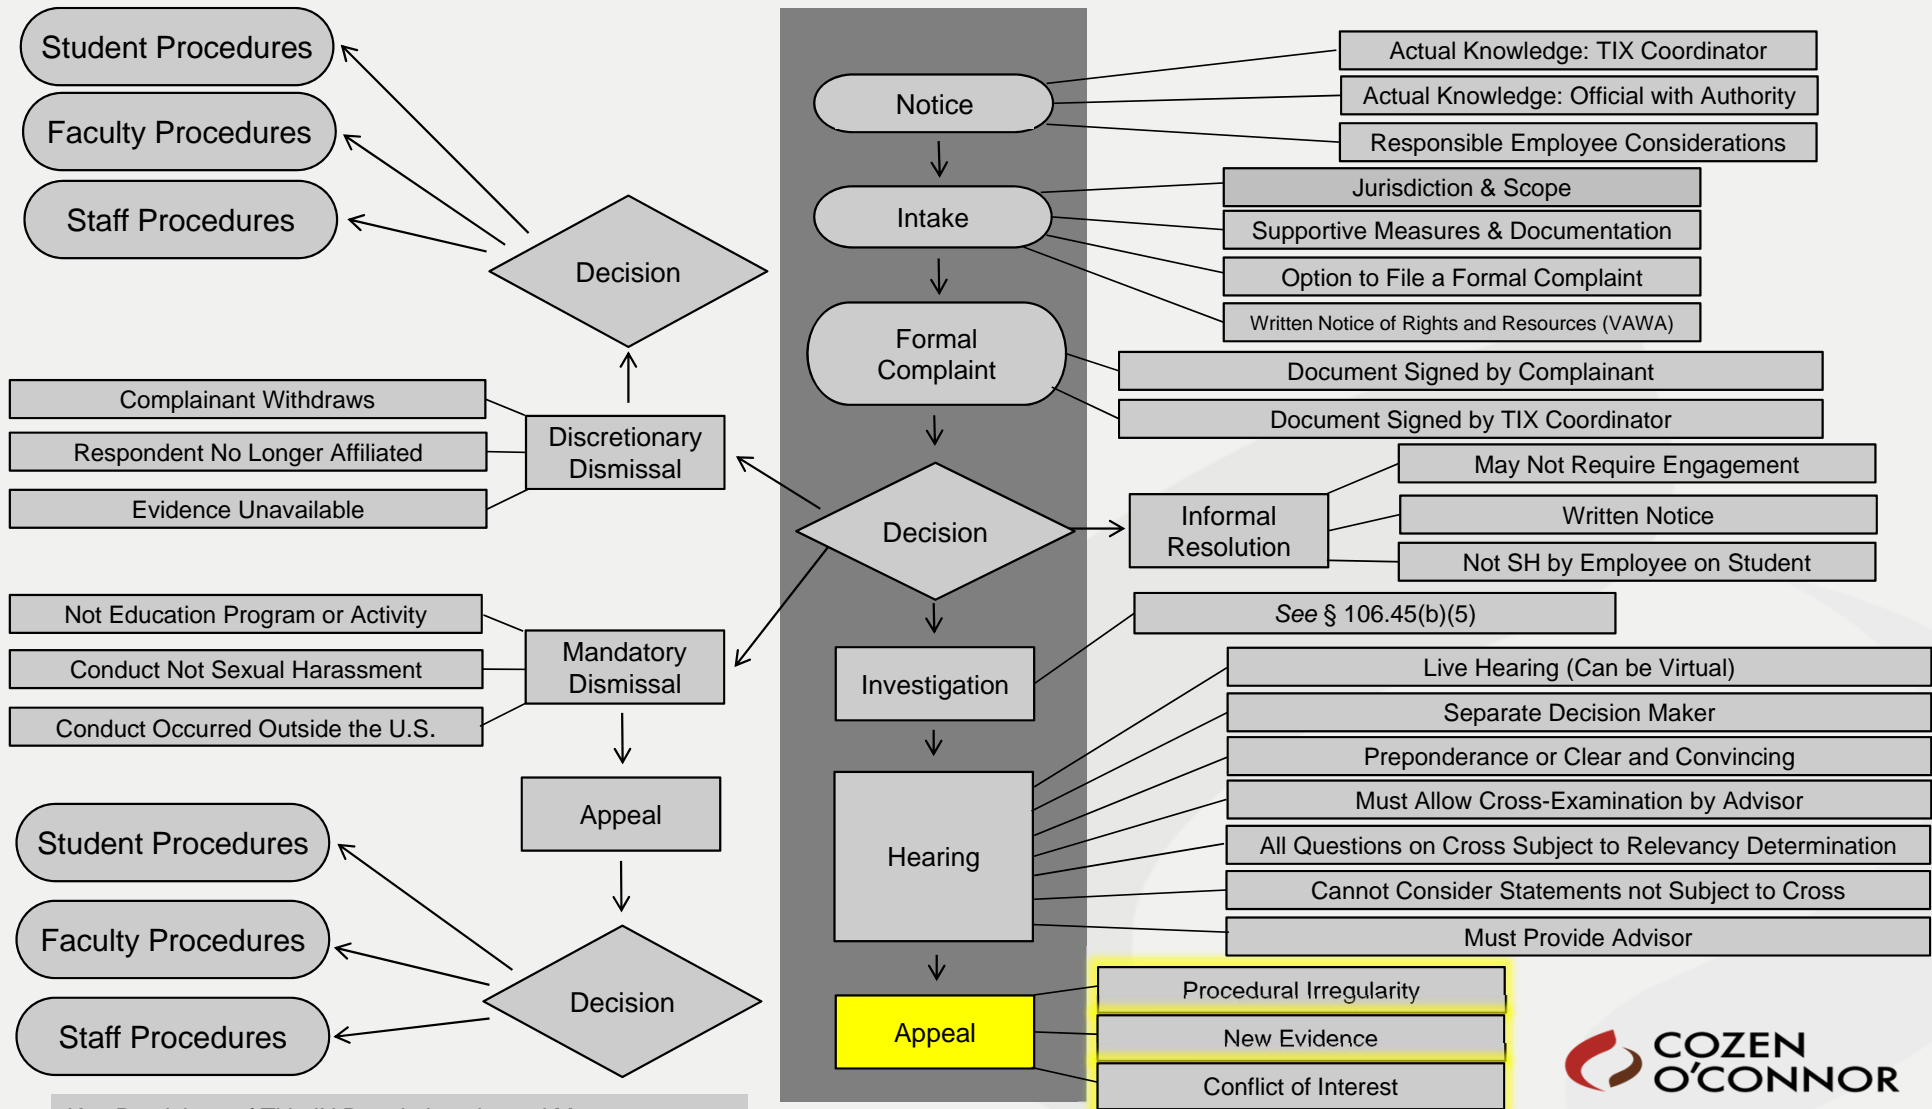 Student Procedures
Faculty Procedures
Staff Procedures
Decision
Notice
Actual Knowledge: TIX Coordinator
Actual Knowledge: Official with Authority
Responsible Employee Considerations
Intake
Jurisdiction & Scope
Supportive Measures & Documentation
Option to File a Formal Complaint
Written Notice of Rights and Resources (VAWA)
Formal
Complaint
Document Signed by Complainant
Document Signed by TIX Coordinator
Complainant Withdraws
Respondent No Longer Affiliated
Evidence Unavailable
Discretionary
Dismissal
Decision
Informal
Resolution
May Not Require Engagement
Written Notice
Not SH by Employee on Student
Not Education Program or Activity
Conduct Not Sexual Harassment
Conduct Occurred Outside the U.S.
Mandatory
Dismissal
Investigation
See § 106.45(b)(5)
Appeal
Hearing
Live Hearing (Can be Virtual)
Separate Decision Maker
Preponderance or Clear and Convincing
Must Allow Cross-Examination by Advisor
All Questions on Cross Subject to Relevancy Determination
Cannot Consider Statements not Subject to Cross
Must Provide Advisor
Student Procedures
Faculty Procedures
Staff Procedures
Decision
Appeal
Procedural Irregularity
New Evidence
Conflict of Interest
COZEN
O'CONNOR